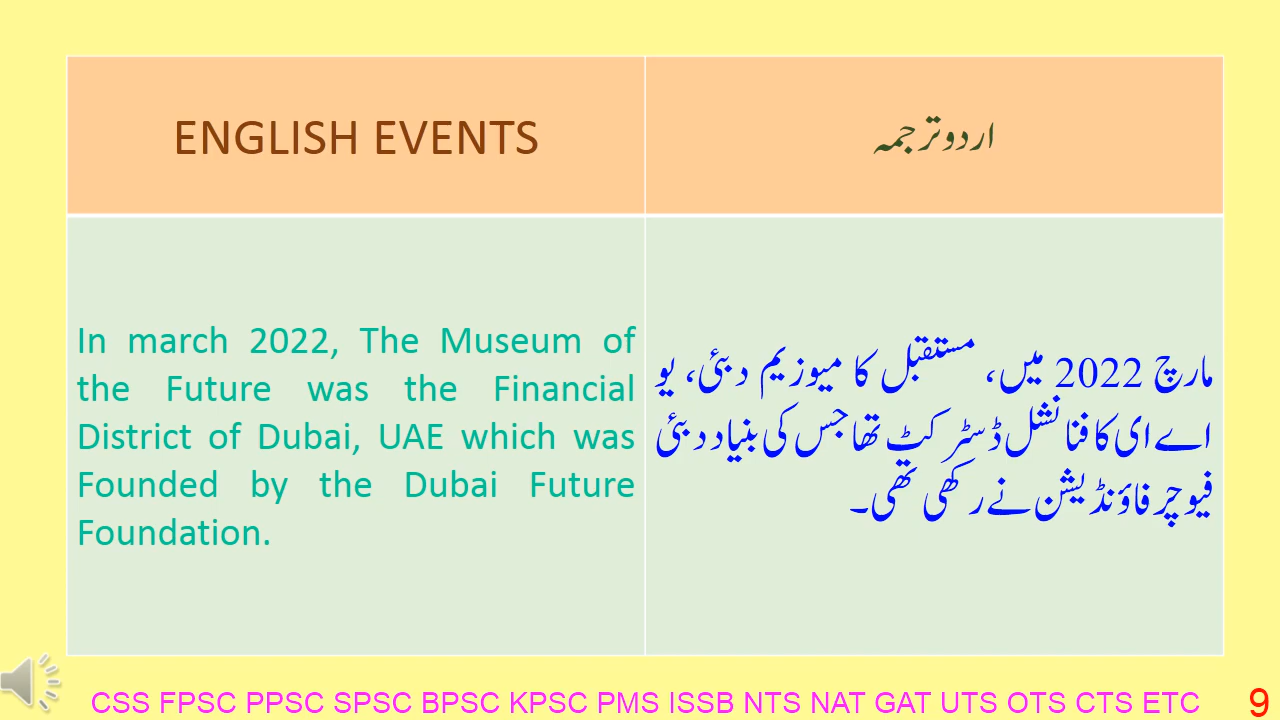 ENGLISH EVENTS
اردو ترجمہ
In march 2022, The Museum of
the Future was the Financial
District of Dubai, UAE which was
Founded by the Dubai Future
Foundation.
مارچ 2022 میں، مستقبل کا میوزیم دبئی، یو
اے ای کا فنانشل ڈسٹرکٹ تھا جس کی بنیاد دبئی
فیوچر فاؤنڈیشن نے رکھی تھی۔
CSS FPSC PPSC SPSC BPSC KPSC PMS ISSB NTS NAT GAT UTS OTS CTS ETC
9